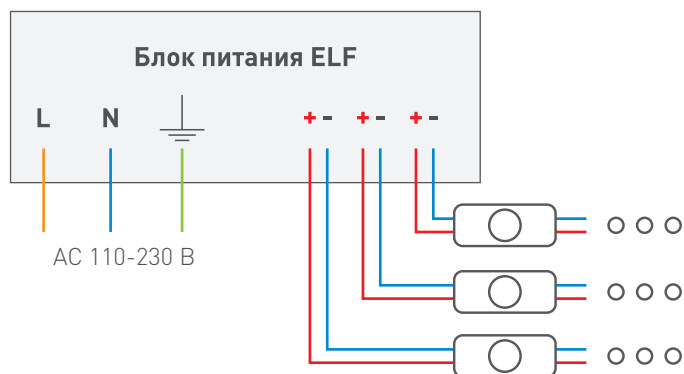 Блок питания ELF
L N + - + - + -
AC 110-230 В